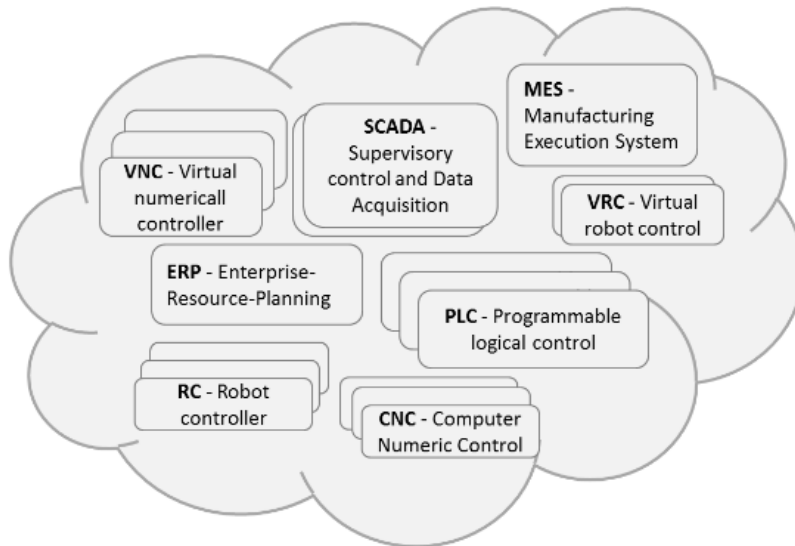 MES -
Manufacturing
Execution System
SCADA -
Supervisory
control and Data
Acquisition
VNC - Virtual
numericall
controller
VRC - Virtual
robot control
ERP - Enterprise-
Resource-Planning
PLC - Programmable
logical control
RC - Robot
controller
CNC - Computer
Numeric Control